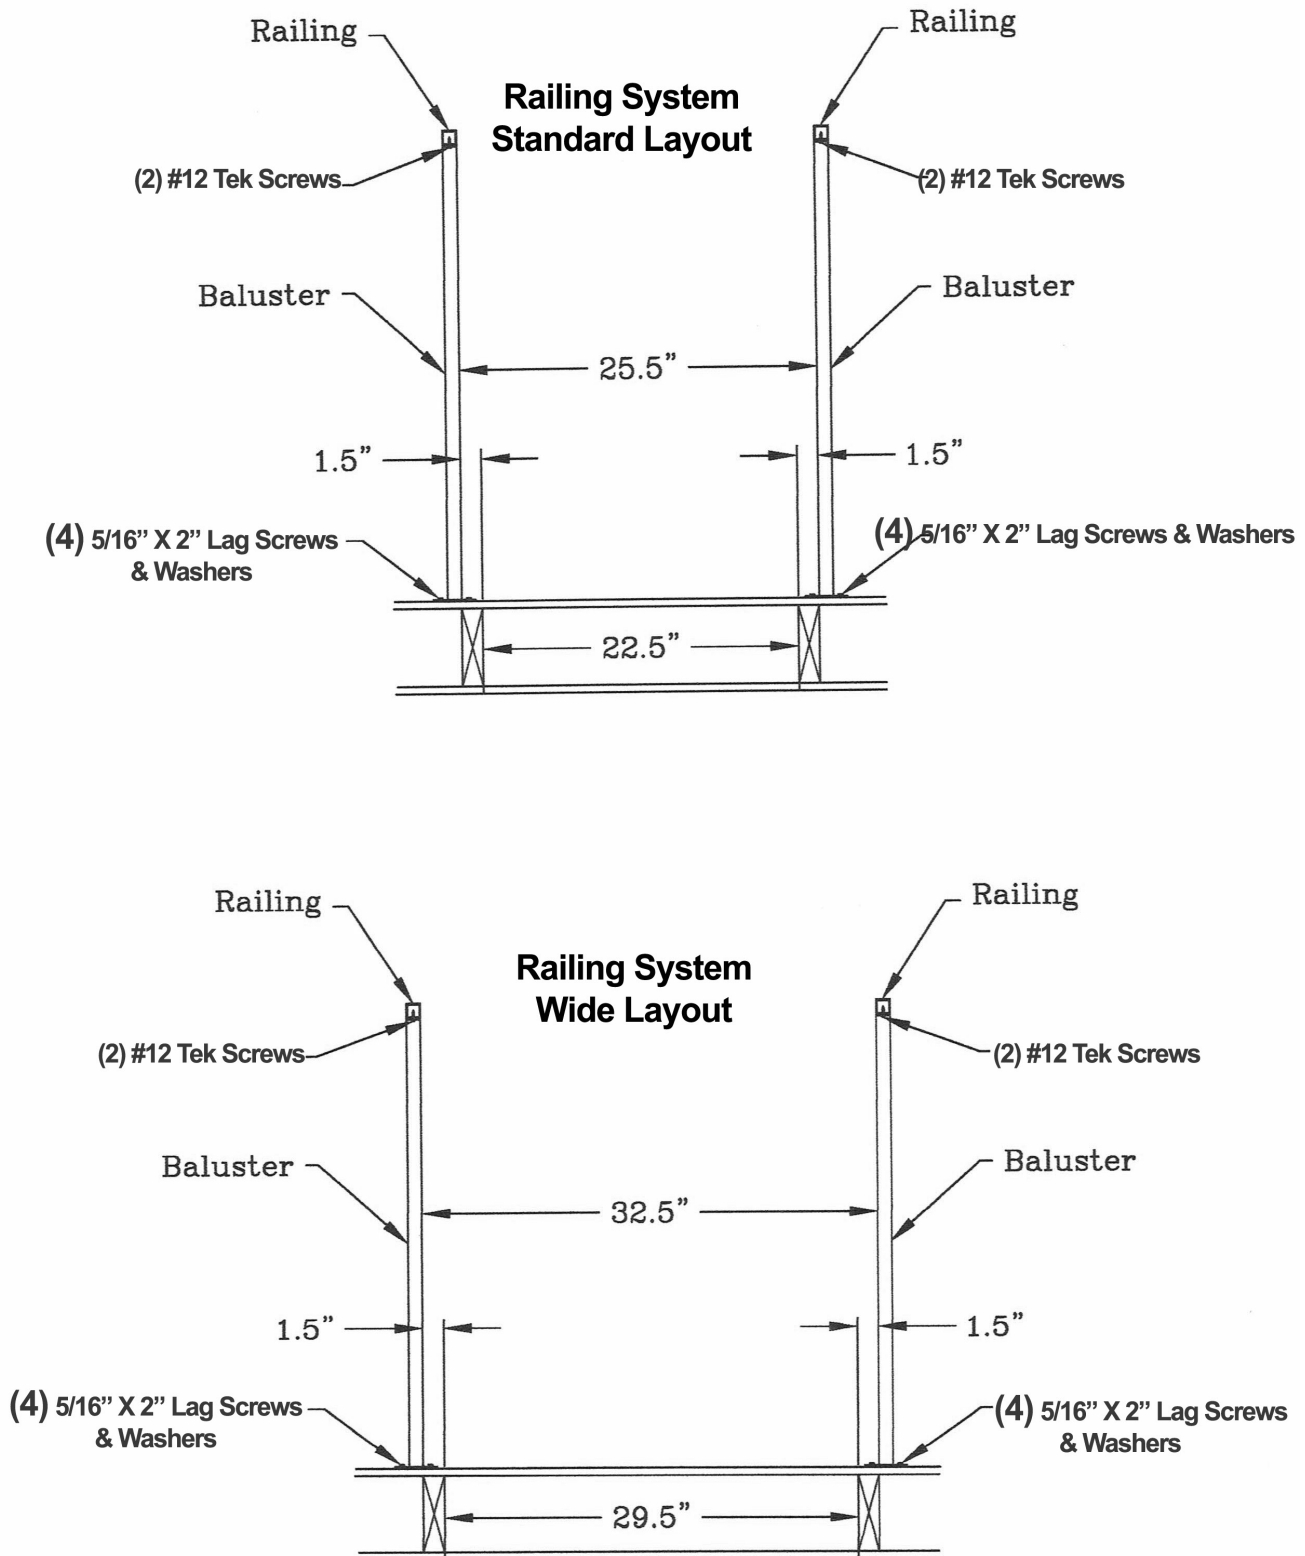 Railing
Railing
Railing System
Standard Layout
(2) #12 Tek Screws
(2) #12 Tek Screws
Baluster
Baluster
25.5”
1.5”
1.5”
(4) 5/16” X 2” Lag Screws
& Washers
(4) 5/16” X 2” Lag Screws & Washers
22.5”
Railing
Railing
Railing System
Wide Layout
(2) #12 Tek Screws
(2) #12 Tek Screws
Baluster
Baluster
32.5”
1.5”
1.5”
(4) 5/16” X 2” Lag Screws
& Washers
(4) 5/16” X 2” Lag Screws
& Washers
29.5”